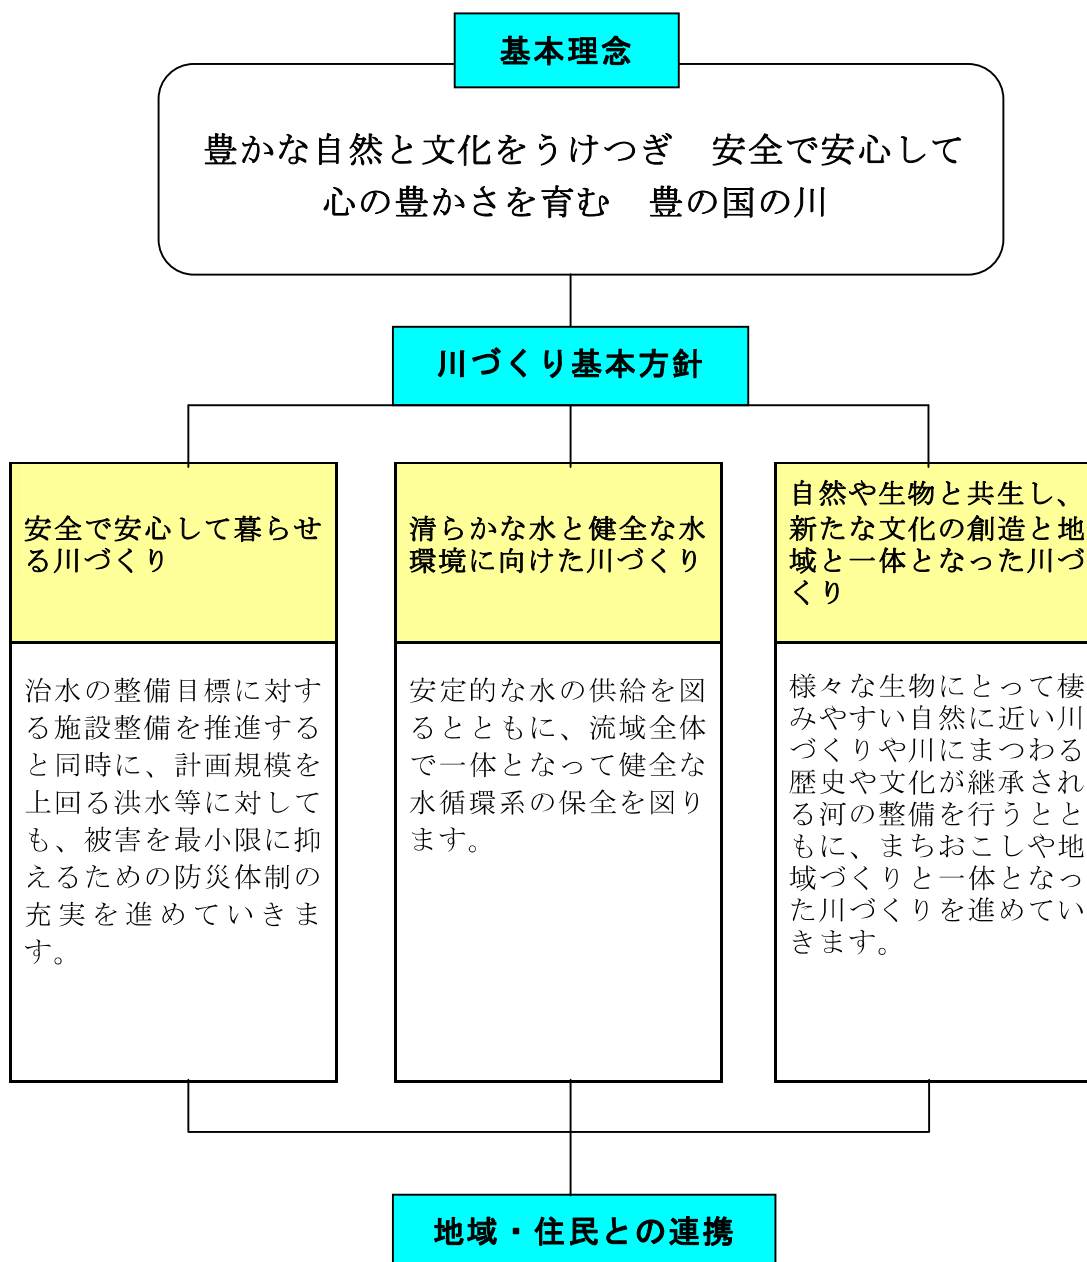 基本理念
豊かな自然と文化をうけつぎ　安全で安心して
心の豊かさを育む　豊の国の川
川づくり基本方針
安全で安心して暮らせ
る川づくり
治水の整備目標に対す
る施設整備を推進する
と同時に、計画規模を
上回る洪水等に対して
も、被害を最小限に抑
えるための防災体制の
充実を進めていきま
す。
清らかな水と健全な水
環境に向けた川づくり
安定的な水の供給を図
るとともに、流域全体
で一体となって健全な
水循環系の保全を図り
ます。
自然や生物と共生し、
新たな文化の創造と地
域と一体となった川づ
くり
様々な生物にとって棲
みやすい自然に近い川
づくりや川にまつわる
歴史や文化が継承され
る河の整備を行うとと
もに、まちおこしや地
域づくりと一体となっ
た川づくりを進めてい
きます。
地域・住民との連携